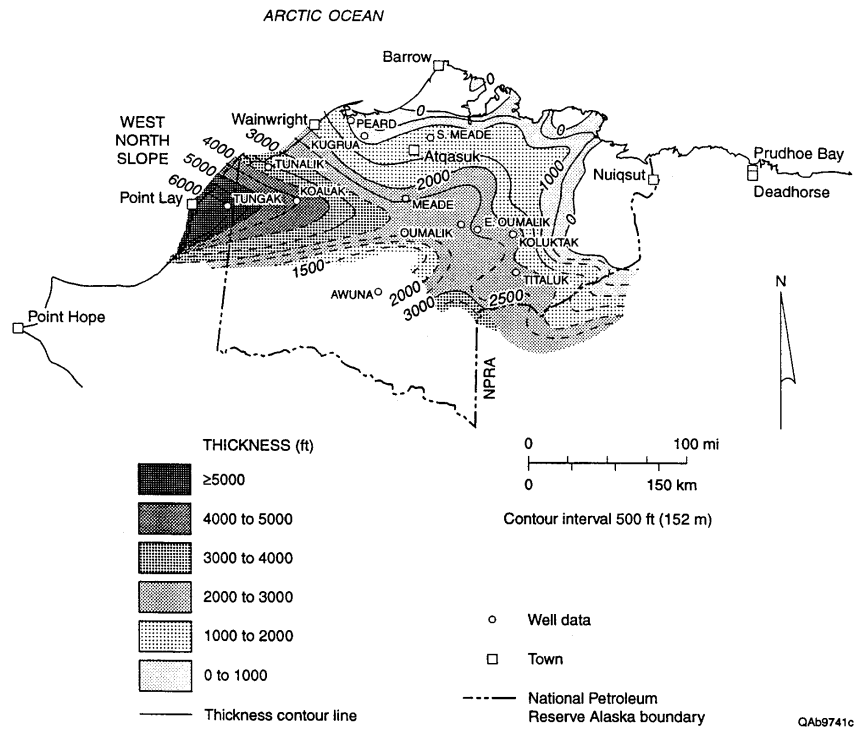 ARCTIC OCEAN
Barrow
0
0
WEST
NORTH
SLOPE
Wainwright
PEARD
0
KUGRUA
S. MEADE
Prudhoe Bay
4000
3000
Atqasuk
5000
TUNALIK
2000
1000
Nuiqsut
Deadhorse
6000
Point Lay
TUNGAK
KOALAK
MEADE
0
OUMALIK
E. OUMALIK
KOLUKTAK
1500
TITALUK
AWUNA
2000
2500
3000
Point Hope
N
NPRA
THICKNESS (ft)
≥5000
4000 to 5000
3000 to 4000
2000 to 3000
1000 to 2000
0 to 1000
Thickness contour line
0 100 mi
0 150 km
Contour interval 500 ft (152 m)
Well data
Town
National Petroleum
Reserve Alaska boundary
QAb9741c